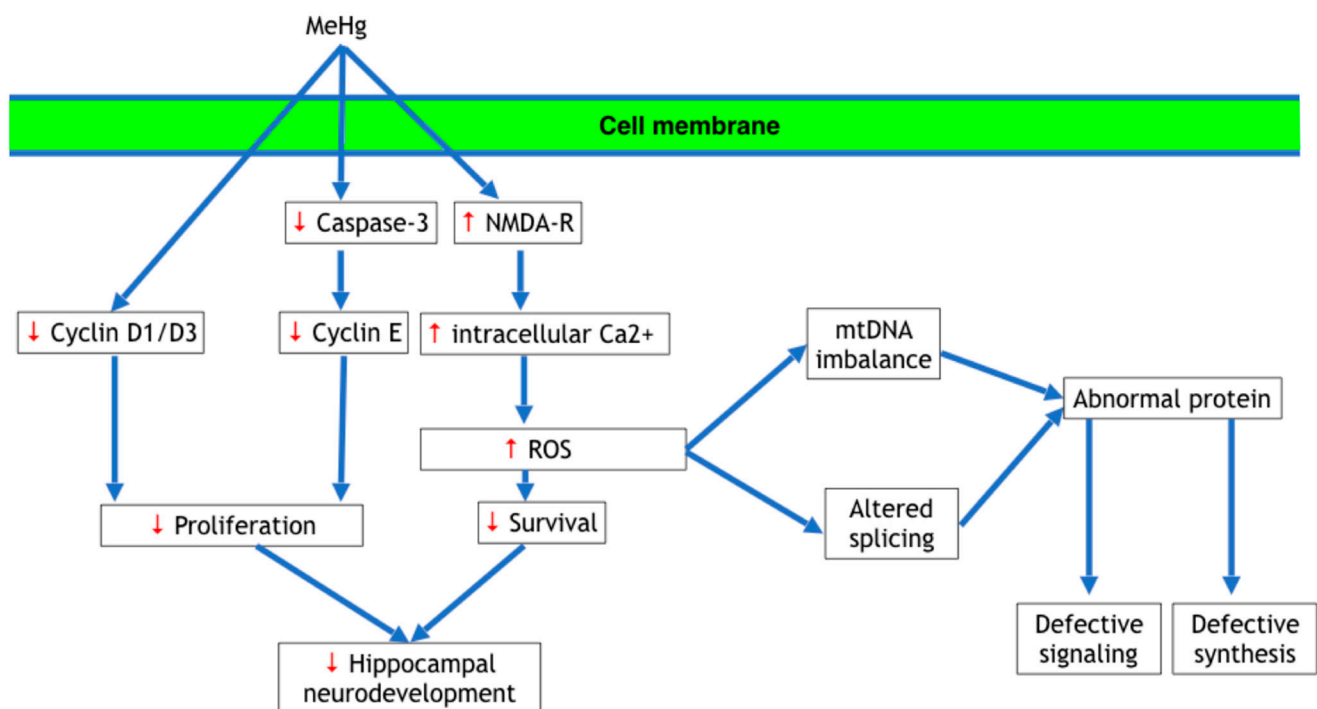 MeHg
Cell membrane
↓ Caspase-3
↑ NMDA-R
↓ Cyclin D1/D3
↓ Cyclin E
↑ intracellular Ca2+
mtDNA
imbalance
Abnormal protein
↑ ROS
↓ Proliferation
↓ Survival
Altered
splicing
Defective
signaling
Defective
synthesis
↓ Hippocampal
neurodevelopment